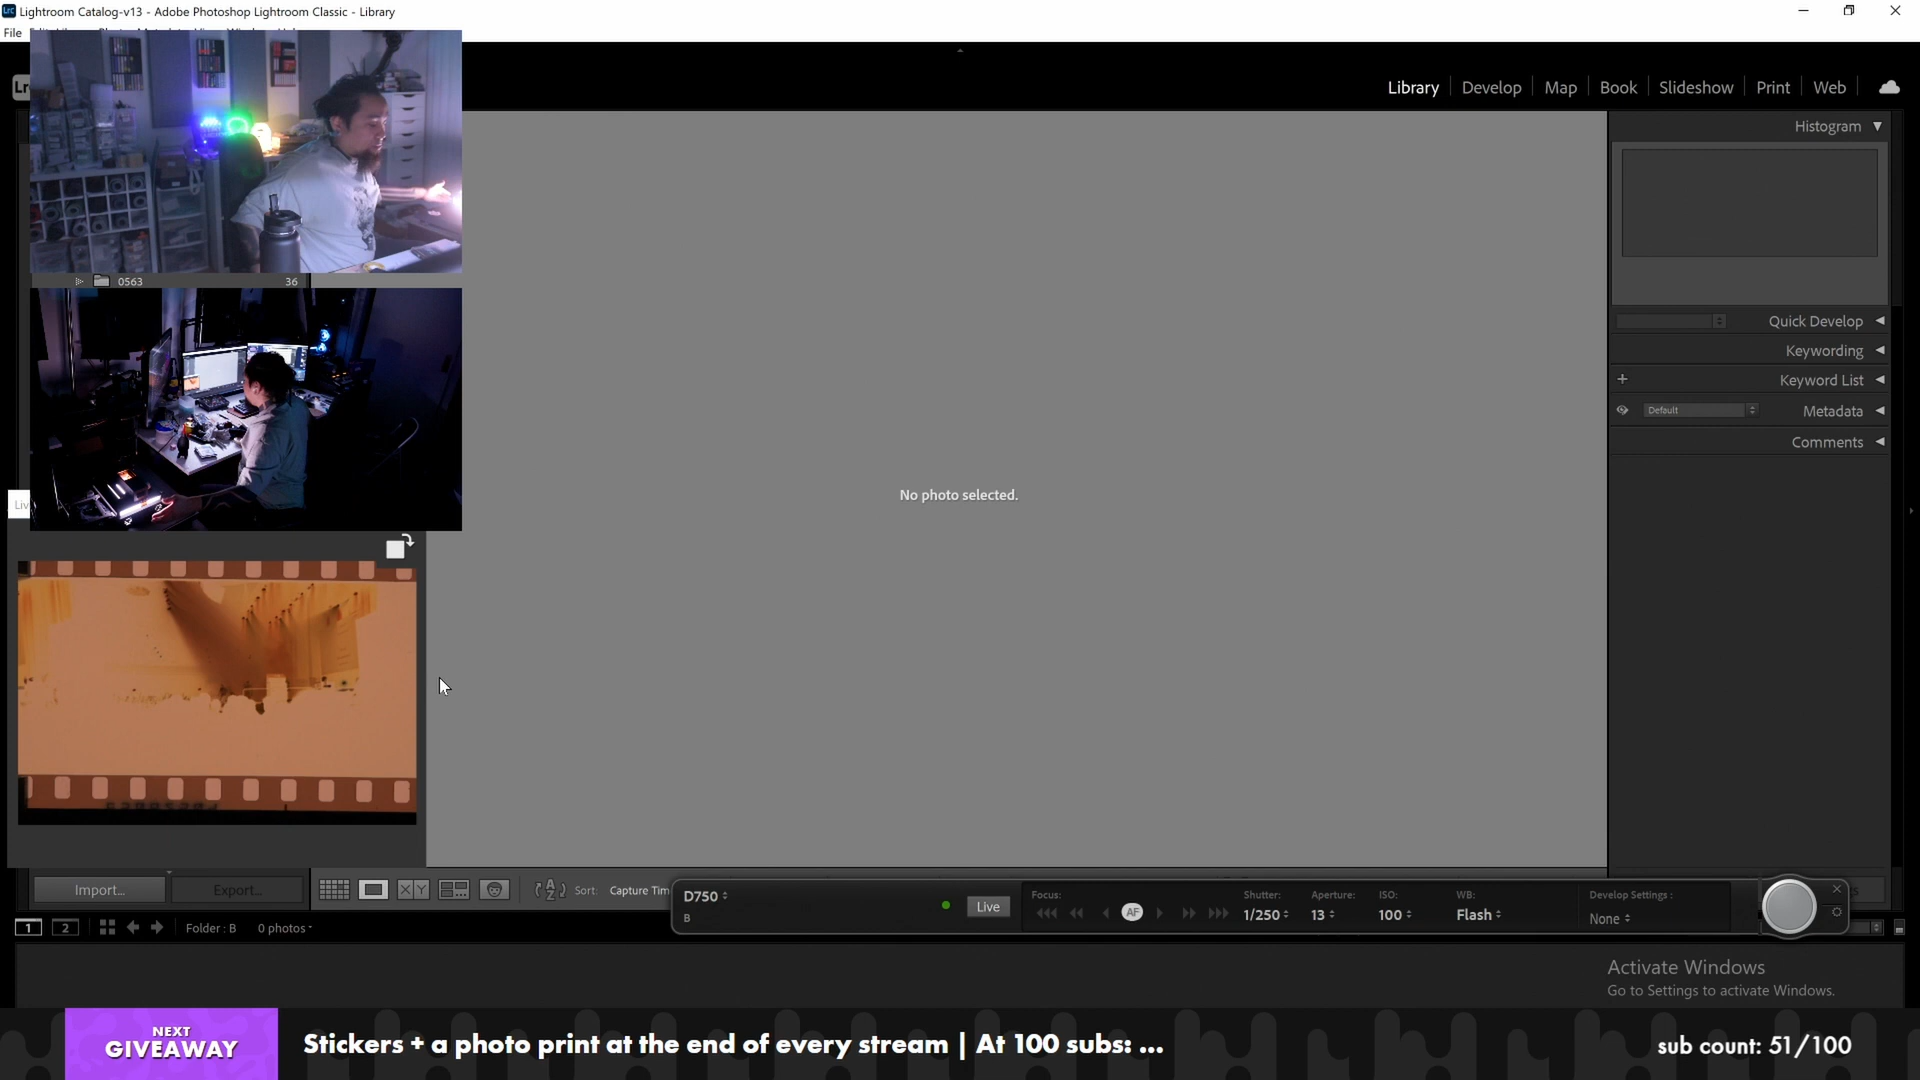 Lightroom Catalog-v13 - Adobe Photoshop Lightroom Classic - Library
File
Library | Develop | Map | Book | Slideshow | Print | Web
Histogram
0563 36
Quick Develop
Keywording
Keyword List
Default
Metadata
Comments
No photo selected.
Liv
Import...
Export...
X Y
Sort: Capture Tim
D750
B
Live
Focus:
AF
Shutter:
1/250
Aperture:
13
ISO:
100
WB:
Flash
Develop Settings :
None
1
2
Folder : B
0 photos
Activate Windows
Go to Settings to activate Windows.
NEXT
GIVEAWAY
Stickers + a photo print at the end of every stream | At 100 subs: ...
sub count: 51/100